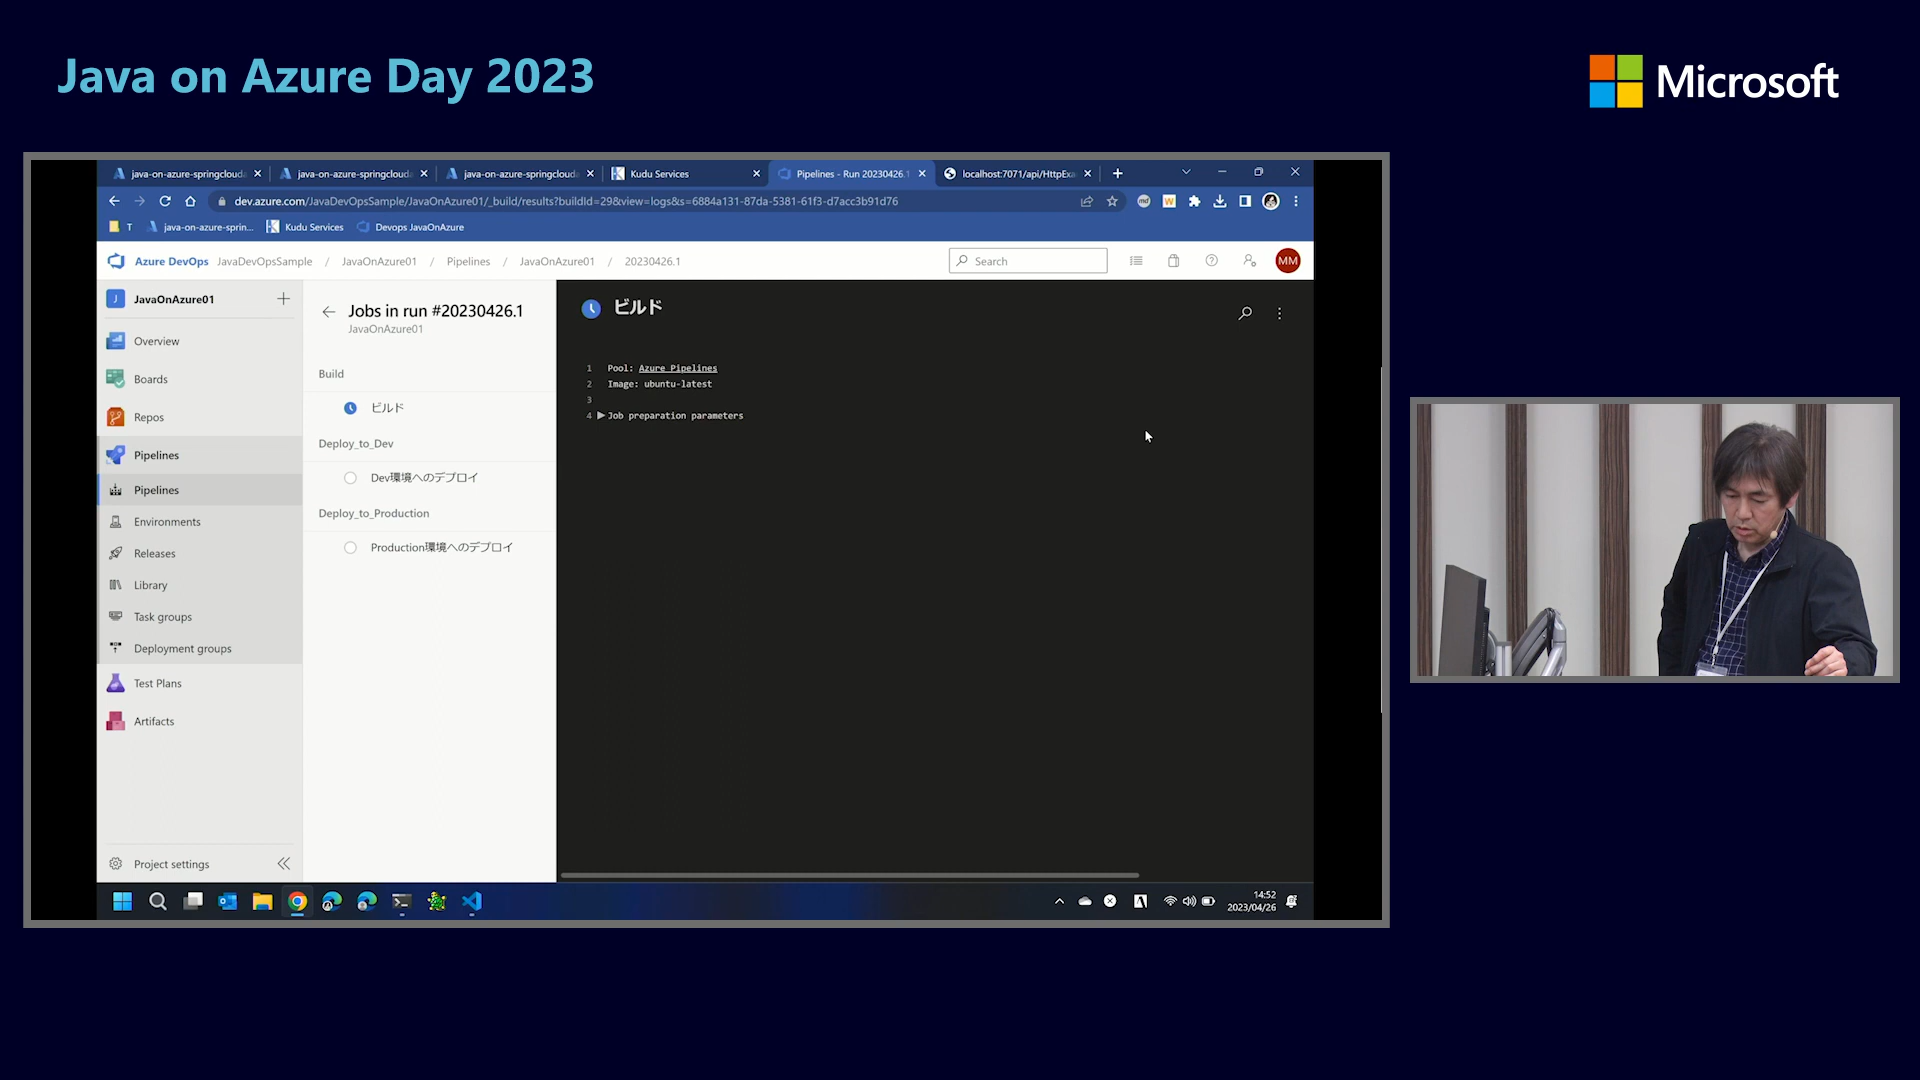 Java on Azure Day 2023
Microsoft
java-on-azure-springcloud
java-on-azure-springcloud
java-on-azure-springcloud
Kudu Services
Pipelines - Run 20230426.1
localhost:7071/api/HttpExa
dev.azure.com/JavaDevOpsSample/JavaOnAzure01/_build/results?buildId=29&view=logs&s=6884a131-87da-5381-61f3-d7acc3b91d76
T
java-on-azure-sprin...
Kudu Services
Devops JavaOnAzure
Azure DevOps JavaDevOpsSample / JavaOnAzure01 / Pipelines / JavaOnAzure01 / 20230426.1
Search
MM
J JavaOnAzure01
Overview
Boards
Repos
Pipelines
Pipelines
Environments
Releases
Library
Task groups
Deployment groups
Test Plans
Artifacts
Project settings
Jobs in run #20230426.1
JavaOnAzure01
Build
ビルド
Deploy_to_Dev
Dev環境へのデプロイ
Deploy_to_Production
Production環境へのデプロイ
ビルド
1 Pool: Azure Pipelines
2 Image: ubuntu-latest
3
4 Job preparation parameters
14:52
2023/04/26